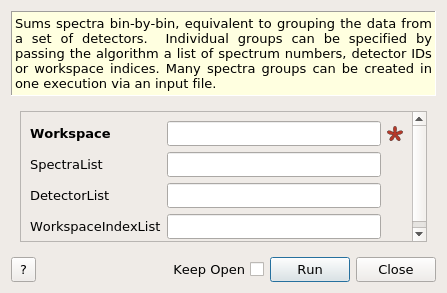 Sums spectra bin-by-bin, equivalent to grouping the data from
a set of detectors. Individual groups can be specified by
passing the algorithm a list of spectrum numbers, detector IDs
or workspace indices. Many spectra groups can be created in
one execution via an input file.
Workspace *
SpectraList
DetectorList
WorkspaceIndexList
? Keep Open Run Close